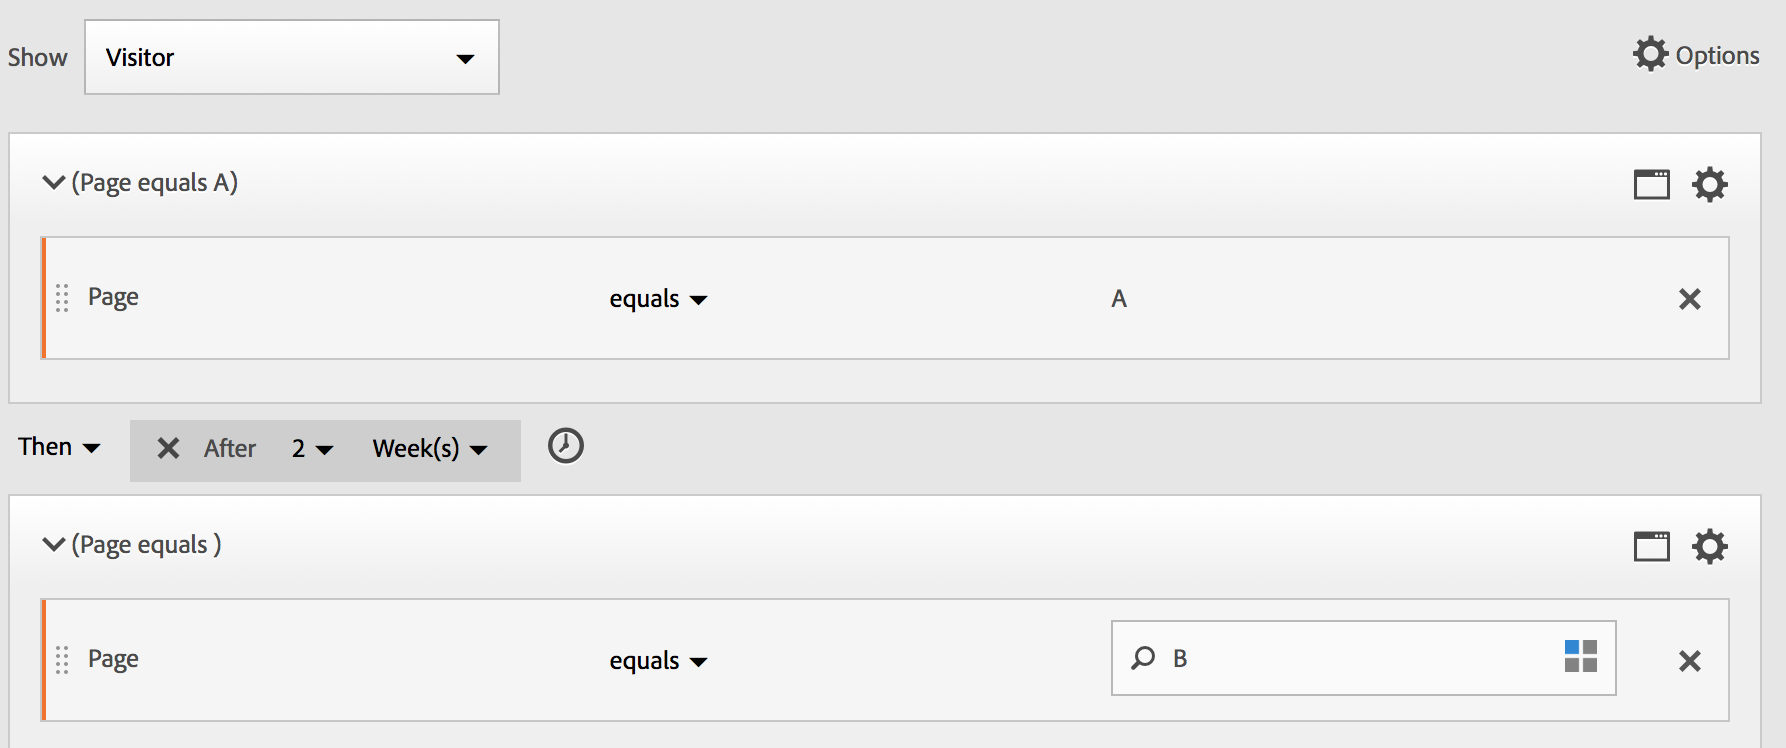 Show Visitor Options
(Page equals A)
Page equals A
Then After 2 Week(s)
(Page equals )
Page equals B